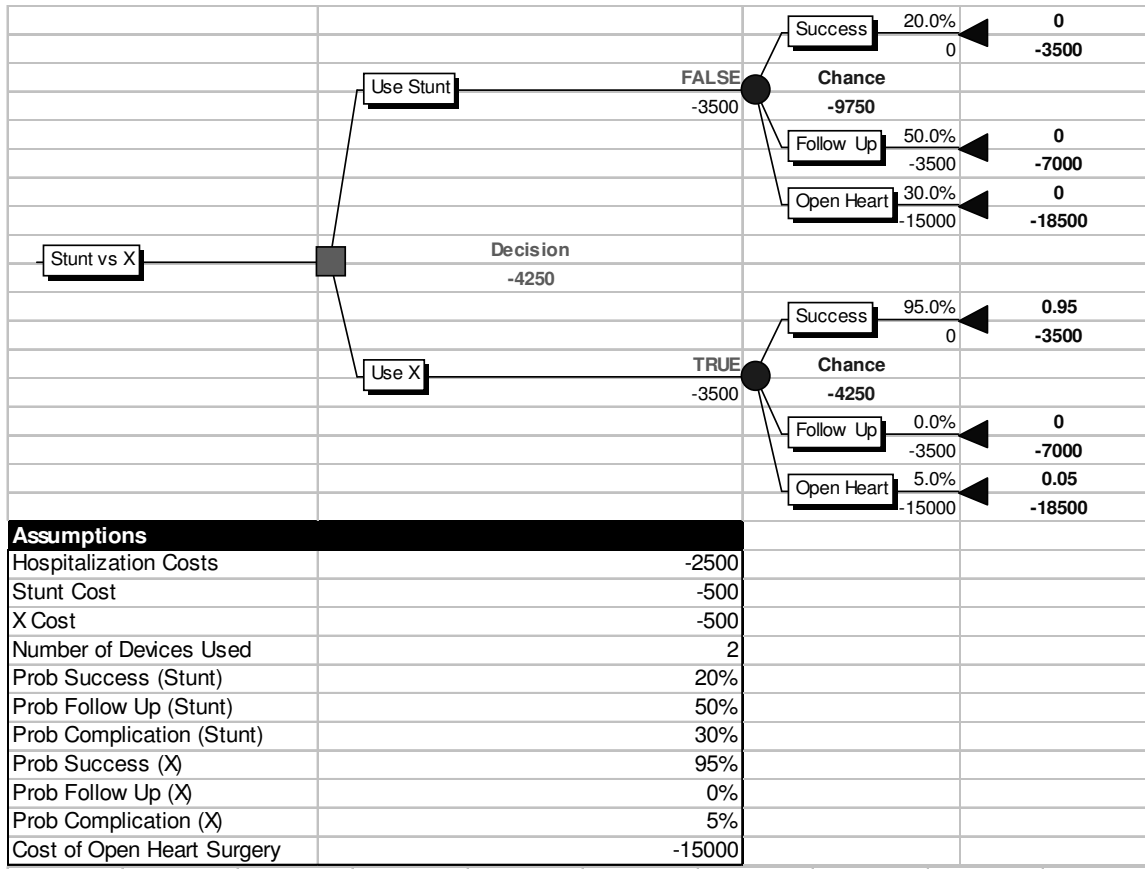 Success 20.0% 0
0 -3500
Use Stunt FALSE Chance
-3500 -9750
Follow Up 50.0% 0
-3500 -7000
Open Heart 30.0% 0
-15000 -18500
Stunt vs X Decision
-4250
Success 95.0% 0.95
0 -3500
Use X TRUE Chance
-3500 -4250
Follow Up 0.0% 0
-3500 -7000
Open Heart 5.0% 0.05
-15000 -18500
Assumptions
Hospitalization Costs -2500
Stunt Cost -500
X Cost -500
Number of Devices Used 2
Prob Success (Stunt) 20%
Prob Follow Up (Stunt) 50%
Prob Complication (Stunt) 30%
Prob Success (X) 95%
Prob Follow Up (X) 0%
Prob Complication (X) 5%
Cost of Open Heart Surgery -15000